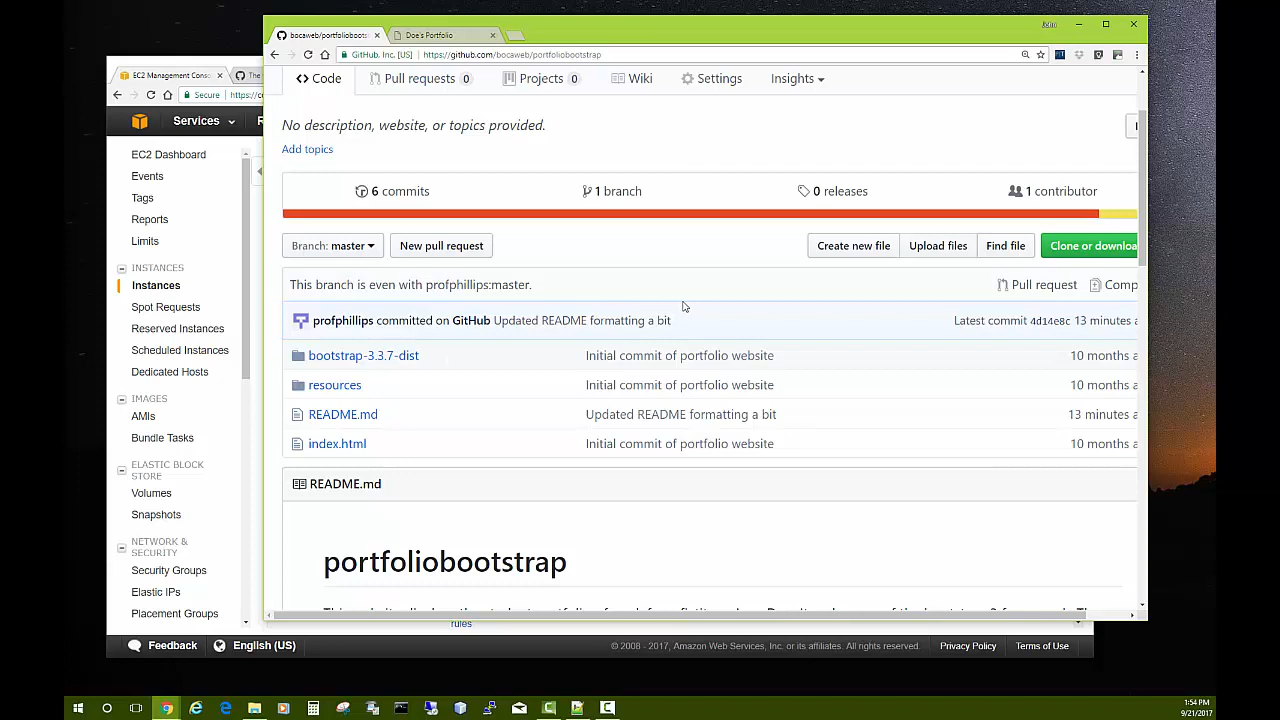 John
bocaweb/portfolioboots
Doe's Portfolio
GitHub, Inc. [US] https://github.com/bocaweb/portfoliobootstrap
EC2 Management Conso
The
Secure https://co
Code
Pull requests 0
Projects 0
Wiki
Settings
Insights
Services
No description, website, or topics provided.
Add topics
EC2 Dashboard
Events
Tags
Reports
Limits
INSTANCES
Instances
Spot Requests
Reserved Instances
Scheduled Instances
Dedicated Hosts
IMAGES
AMIs
Bundle Tasks
ELASTIC BLOCK
STORE
Volumes
Snapshots
NETWORK &
SECURITY
Security Groups
Elastic IPs
Placement Groups
6 commits
1 branch
0 releases
1 contributor
Branch: master
New pull request
Create new file
Upload files
Find file
Clone or downloa
This branch is even with profphillips:master.
Pull request
Comp
profphillips committed on GitHub Updated README formatting a bit
Latest commit 4d14e8c 13 minutes a
bootstrap-3.3.7-dist Initial commit of portfolio website 10 months a
resources Initial commit of portfolio website 10 months a
README.md Updated README formatting a bit 13 minutes a
index.html Initial commit of portfolio website 10 months a
README.md
portfoliobootstrap
rules
Feedback
English (US)
© 2008 - 2017, Amazon Web Services, Inc. or its affiliates. All rights reserved.
Privacy Policy
Terms of Use
1:54 PM
9/21/2017